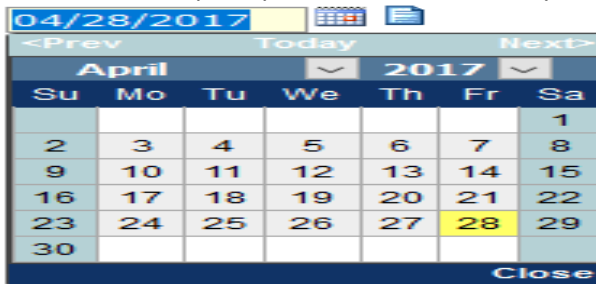 04/28/2017
<Prev Today Next>
April 2017
Su Mo Tu We Th Fr Sa
1
2 3 4 5 6 7 8
9 10 11 12 13 14 15
16 17 18 19 20 21 22
23 24 25 26 27 28 29
30
Close